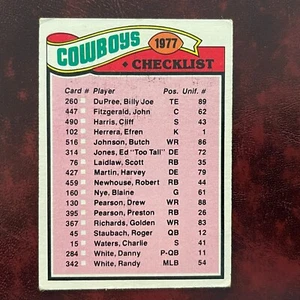 COWBOYS 1977
+ CHECKLIST
Card # Player Pos. Unif. #
260 DuPree, Billy Joe TE 89
447 Fitzgerald, John C 62
490 Harris, Cliff S 43
102 Herrera, Efren K 1
516 Johnson, Butch WR 86
314 Jones, Ed "Too Tall" DE 72
76 Laidlaw, Scott RB 35
427 Martin, Harvey DE 79
459 Newhouse, Robert RB 44
160 Nye, Blaine G 61
130 Pearson, Drew WR 88
395 Pearson, Preston RB 26
367 Richards, Golden WR 83
45 Staubach, Roger QB 12
15 Waters, Charlie S 41
284 White, Danny P-QB 11
342 White, Randy MLB 54